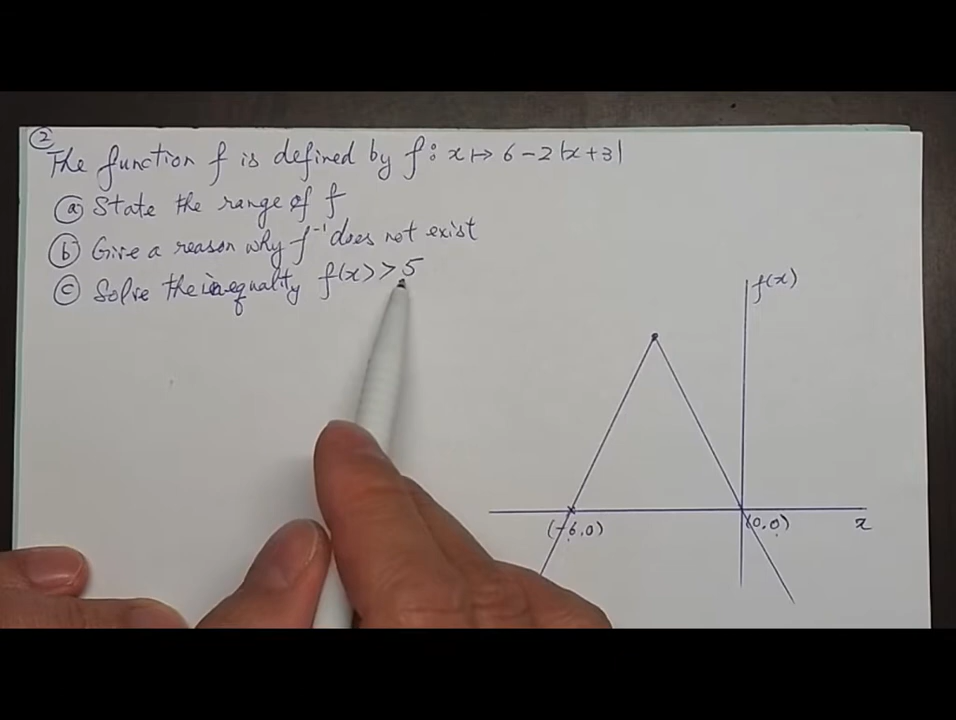 ②
The function f is defined by f : x ↦ 6 - 2|x+3|
ⓐ State the range of f
ⓑ Give a reason why f⁻¹ does not exist
ⓒ Solve the inequality f(x) > 5
f(x)
(-6,0)
(0,0)
x